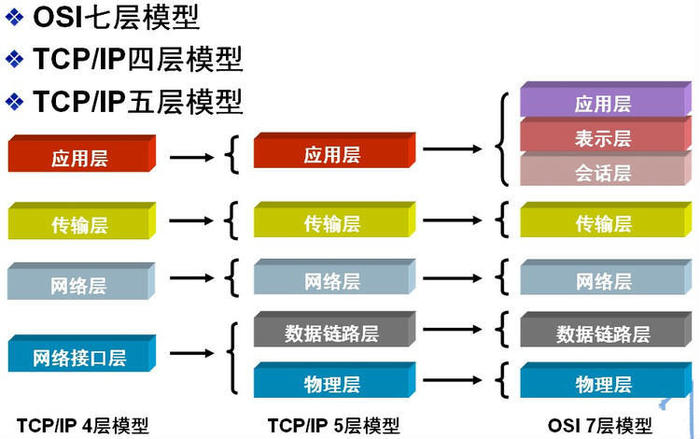 OSI七层模型
TCP/IP四层模型
TCP/IP五层模型
应用层
应用层
应用层
表示层
会话层
传输层
传输层
传输层
网络层
网络层
网络层
网络接口层
数据链路层
数据链路层
物理层
物理层
TCP/IP 4层模型
TCP/IP 5层模型
OSI 7层模型